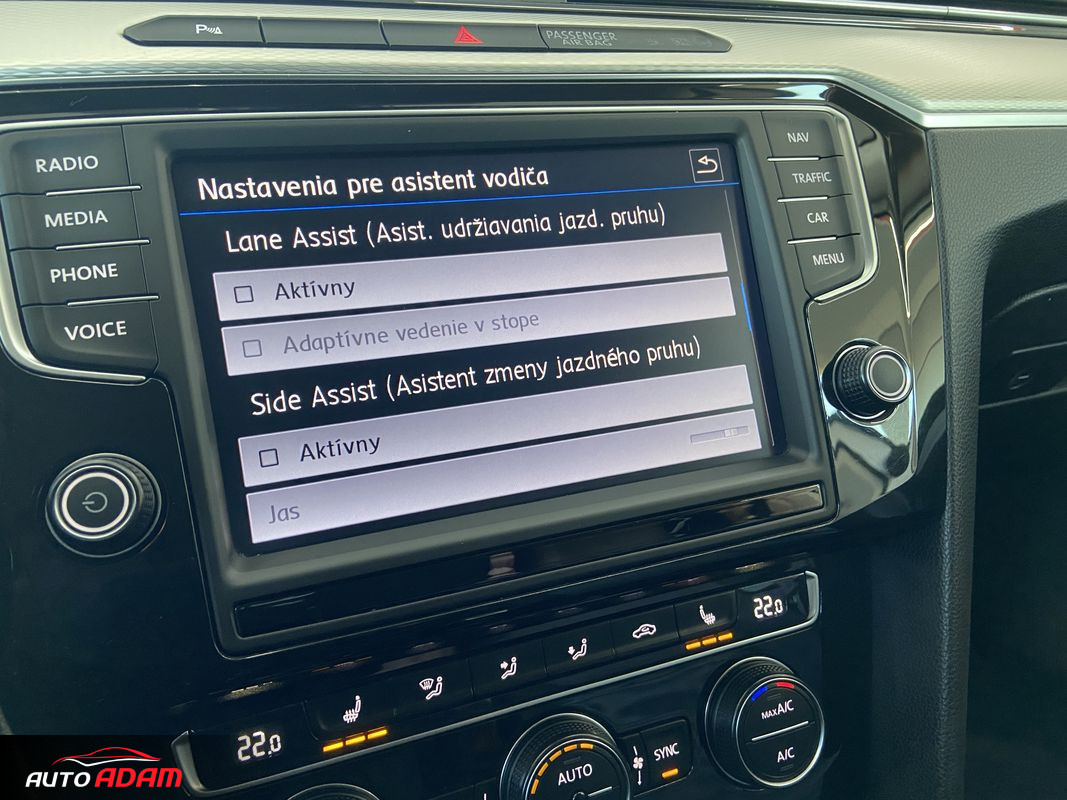 P
PASSENGER
AIR BAG
RADIO
MEDIA
PHONE
VOICE
NAV
TRAFFIC
CAR
MENU
Nastavenia pre asistent vodiča
Lane Assist (Asist. udržiavania jazd. pruhu)
Aktívny
Adaptívne vedenie v stope
Side Assist (Asistent zmeny jazdného pruhu)
Aktívny
Jas
22.0
22.0
AUTO
SYNC
MAX A/C
A/C
AUTO ADAM